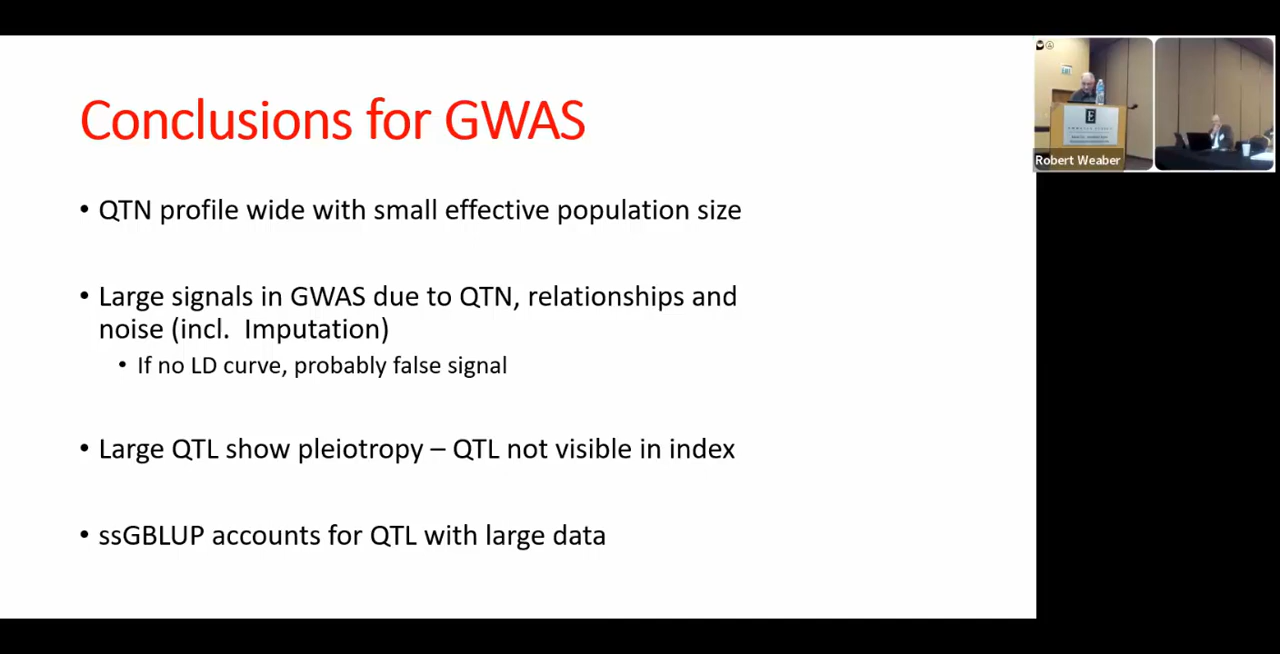 Conclusions for GWAS
• QTN profile wide with small effective population size
• Large signals in GWAS due to QTN, relationships and
noise (incl. Imputation)
• If no LD curve, probably false signal
• Large QTL show pleiotropy – QTL not visible in index
• ssGBLUP accounts for QTL with large data
EXIT
E
Robert Weaber